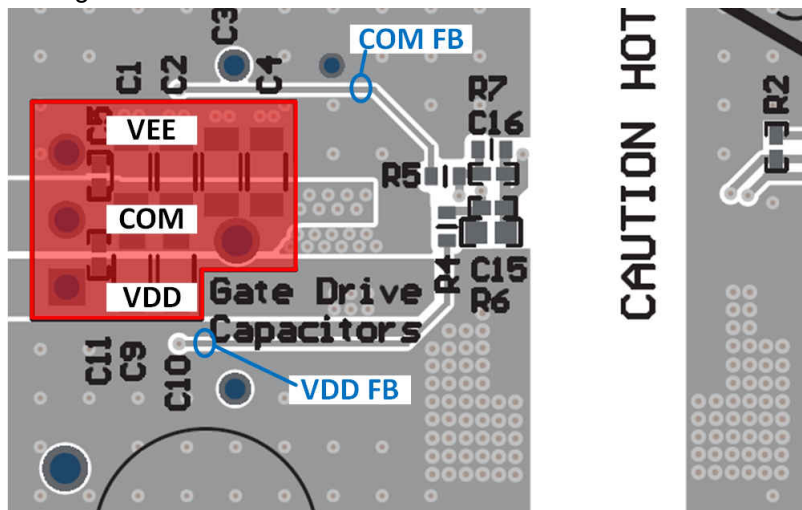 C3
COM FB
C1
C2
C4
R7
C16
C5
VEE
R5
COM
VDD
R4
C15
R6
Gate Drive
Capacitors
C11
C9
C10
VDD FB
CAUTION HOT
R2